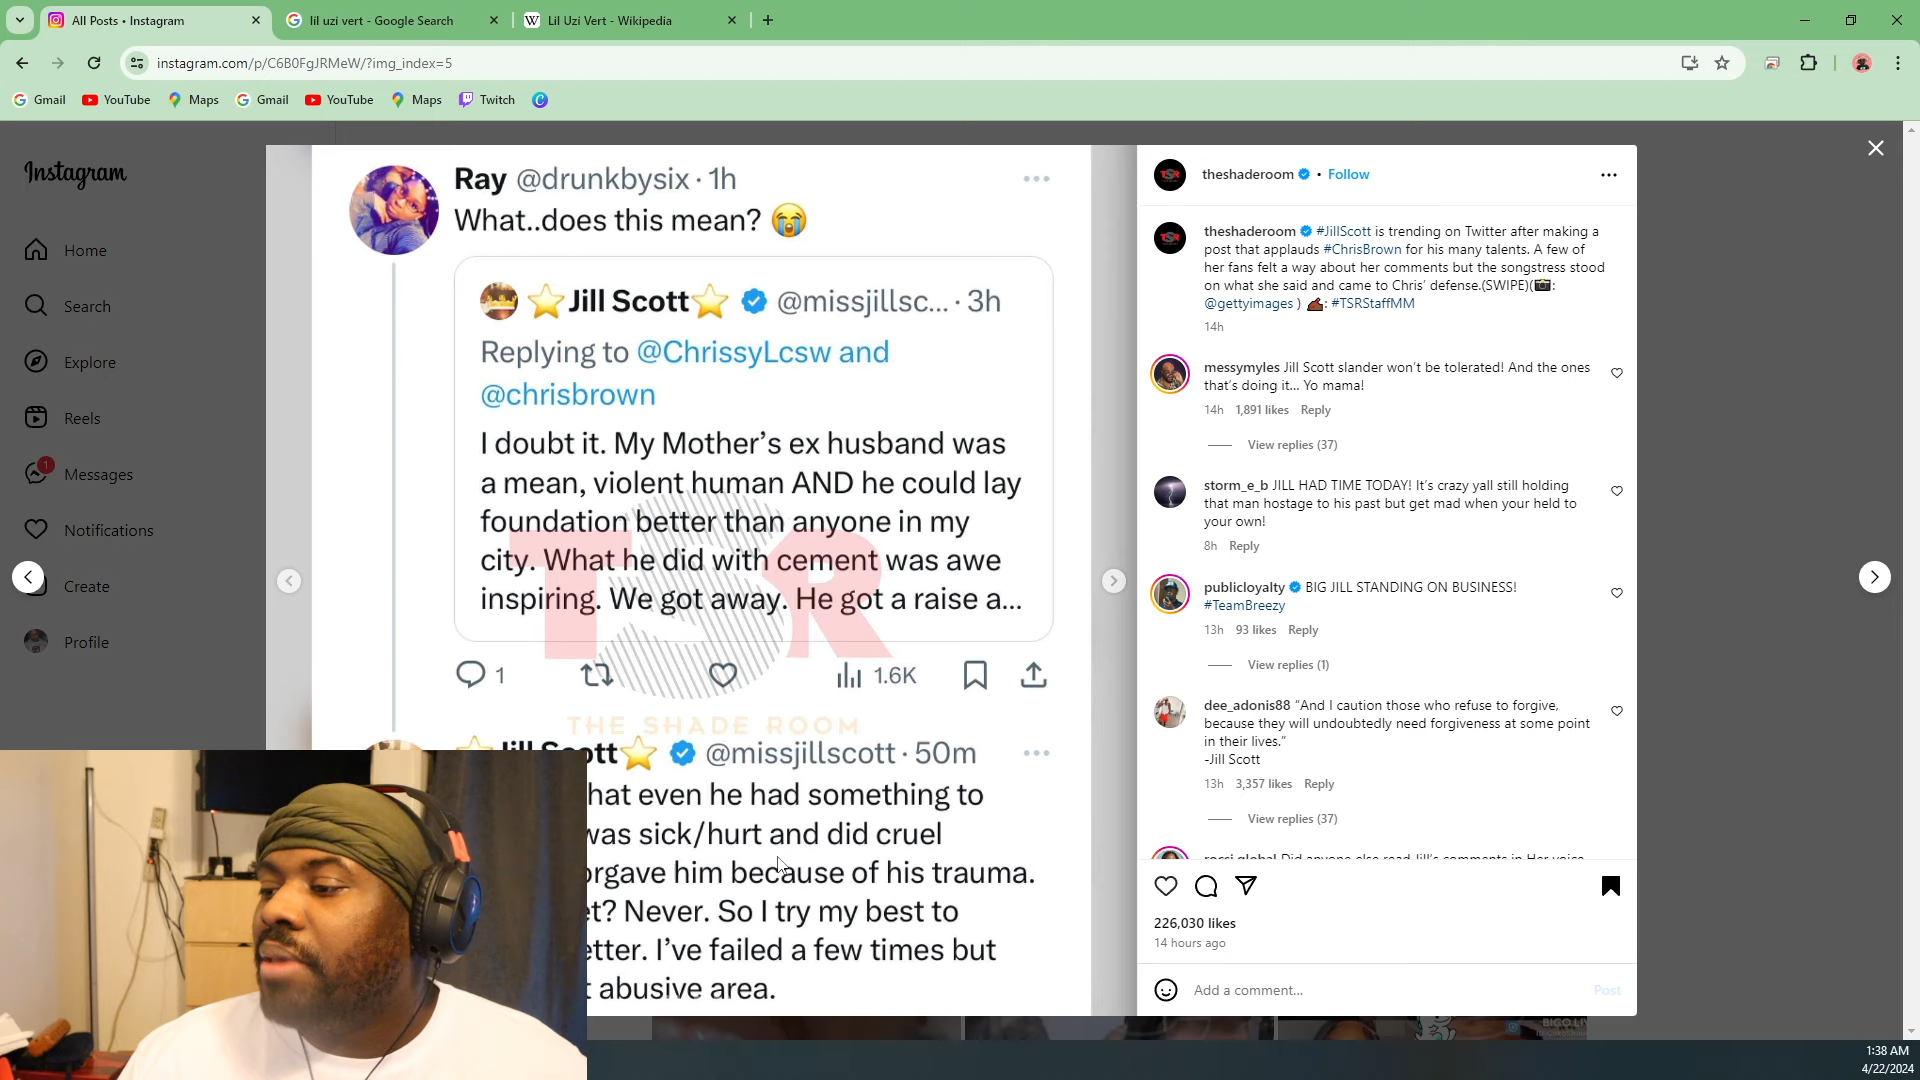 All Posts • Instagram
lil uzi vert - Google Search
W Lil Uzi Vert - Wikipedia
instagram.com/p/C6B0FgJRMeW/?img_index=5
Gmail
YouTube
Maps
Gmail
YouTube
Maps
Twitch
Instagram
Home
Search
Explore
Reels
1
Messages
Notifications
Create
Profile
Ray @drunkbysix · 1h
What..does this mean? 😭
⭐Jill Scott⭐ @missjillsc... · 3h
Replying to @ChrissyLcsw and
@chrisbrown
I doubt it. My Mother’s ex husband was
a mean, violent human AND he could lay
foundation better than anyone in my
city. What he did with cement was awe
inspiring. We got away. He got a raise a...
TSR
1
1.6K
THE SHADE ROOM
@missjillscott · 50m
hat even he had something to
was sick/hurt and did cruel
orgave him because of his trauma.
et? Never. So I try my best to
etter. I’ve failed a few times but
t abusive area.
TSR
theshaderoom • Follow
theshaderoom #JillScott is trending on Twitter after making a
post that applauds #ChrisBrown for his many talents. A few of
her fans felt a way about her comments but the songstress stood
on what she said and came to Chris’ defense.(SWIPE)(📸:
@gettyimages ) ✍🏾: #TSRStaffMM
14h
messymyles Jill Scott slander won’t be tolerated! And the ones
that’s doing it... Yo mama!
14h 1,891 likes Reply
View replies (37)
storm_e_b JILL HAD TIME TODAY! It’s crazy yall still holding
that man hostage to his past but get mad when your held to
your own!
8h Reply
publicloyalty BIG JILL STANDING ON BUSINESS!
#TeamBreezy
13h 93 likes Reply
View replies (1)
dee_adonis88 “And I caution those who refuse to forgive,
because they will undoubtedly need forgiveness at some point
in their lives.”
-Jill Scott
13h 3,357 likes Reply
View replies (37)
226,030 likes
14 hours ago
Add a comment...
Post
1:38 AM
4/22/2024